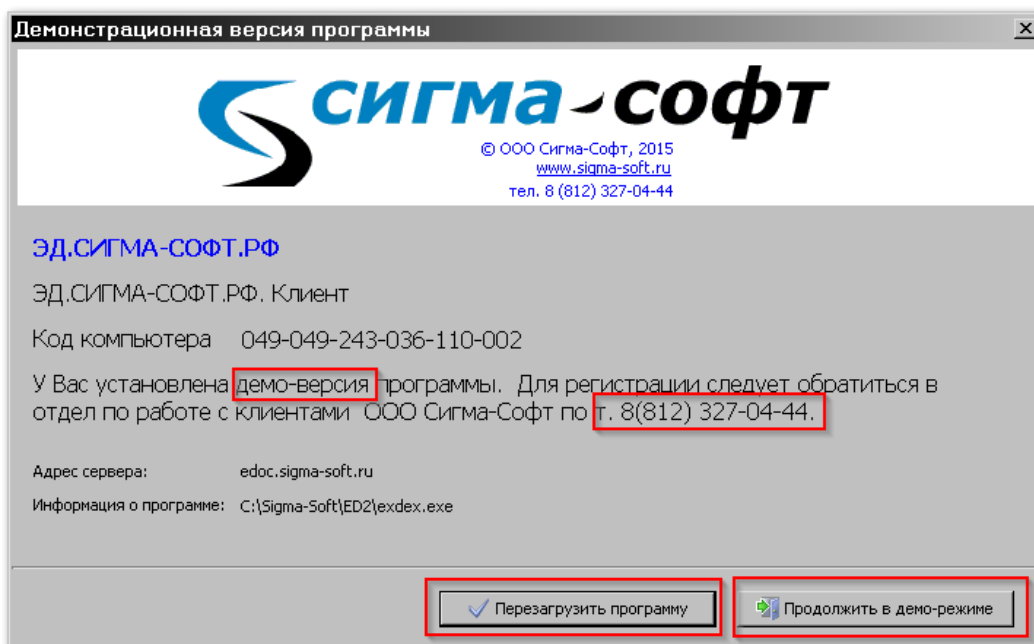 Демонстрационная версия программы
сигма-софт
© ООО Сигма-Софт, 2015
www.sigma-soft.ru
тел. 8 (812) 327-04-44
ЭД.СИГМА-СОФТ.РФ
ЭД.СИГМА-СОФТ.РФ. Клиент
Код компьютера 049-049-243-036-110-002
У Вас установлена демо-версия программы. Для регистрации следует обратиться в
отдел по работе с клиентами ООО Сигма-Софт по т. 8(812) 327-04-44.
Адрес сервера: edoc.sigma-soft.ru
Информация о программе: C:\Sigma-Soft\ED2\exdex.exe
Перезагрузить программу Продолжить в демо-режиме